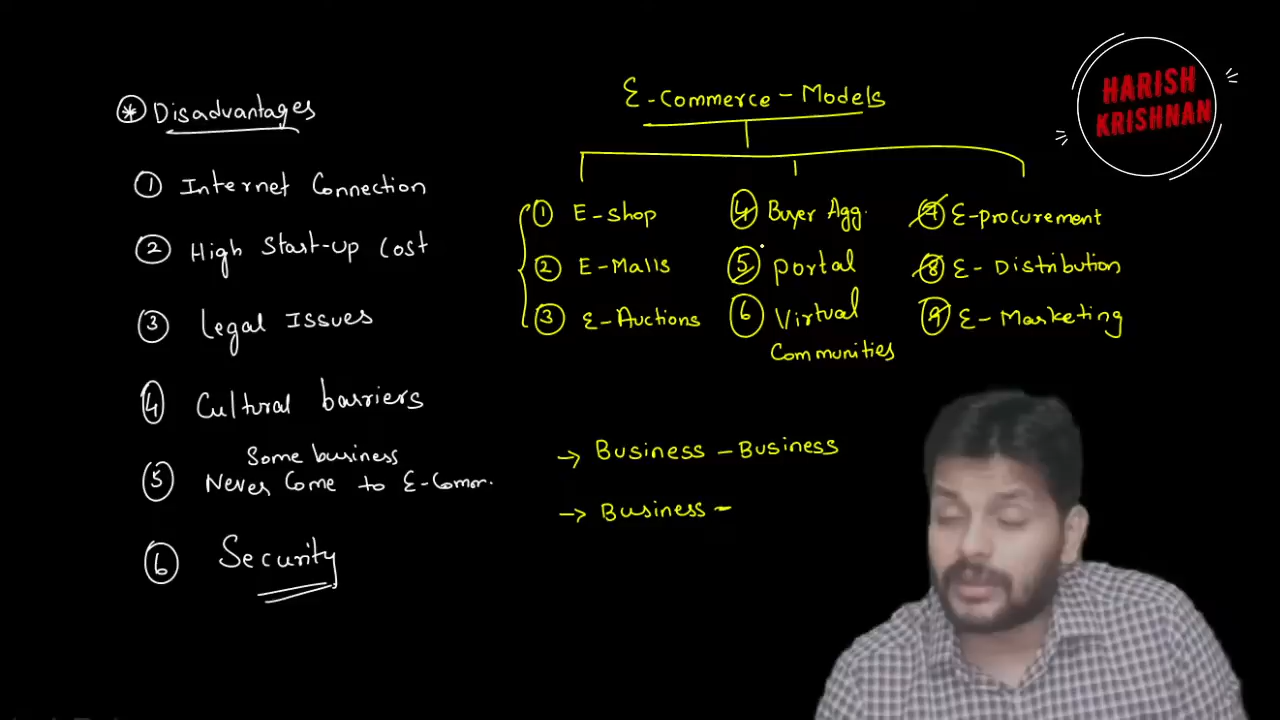 * Disadvantages
1 Internet Connection
2 High Start-up Cost
3 Legal Issues
4 Cultural barriers
Some business
5 Never Come to E-Comm.
6 Security
E-Commerce-Models
1 E-Shop
2 E-Malls
3 E-Auctions
4 Buyer Agg.
5 Portal
6 Virtual
Communities
7 E-procurement
8 E-Distribution
9 E-Marketing
→ Business - Business
→ Business -
HARISH
KRISHNAN